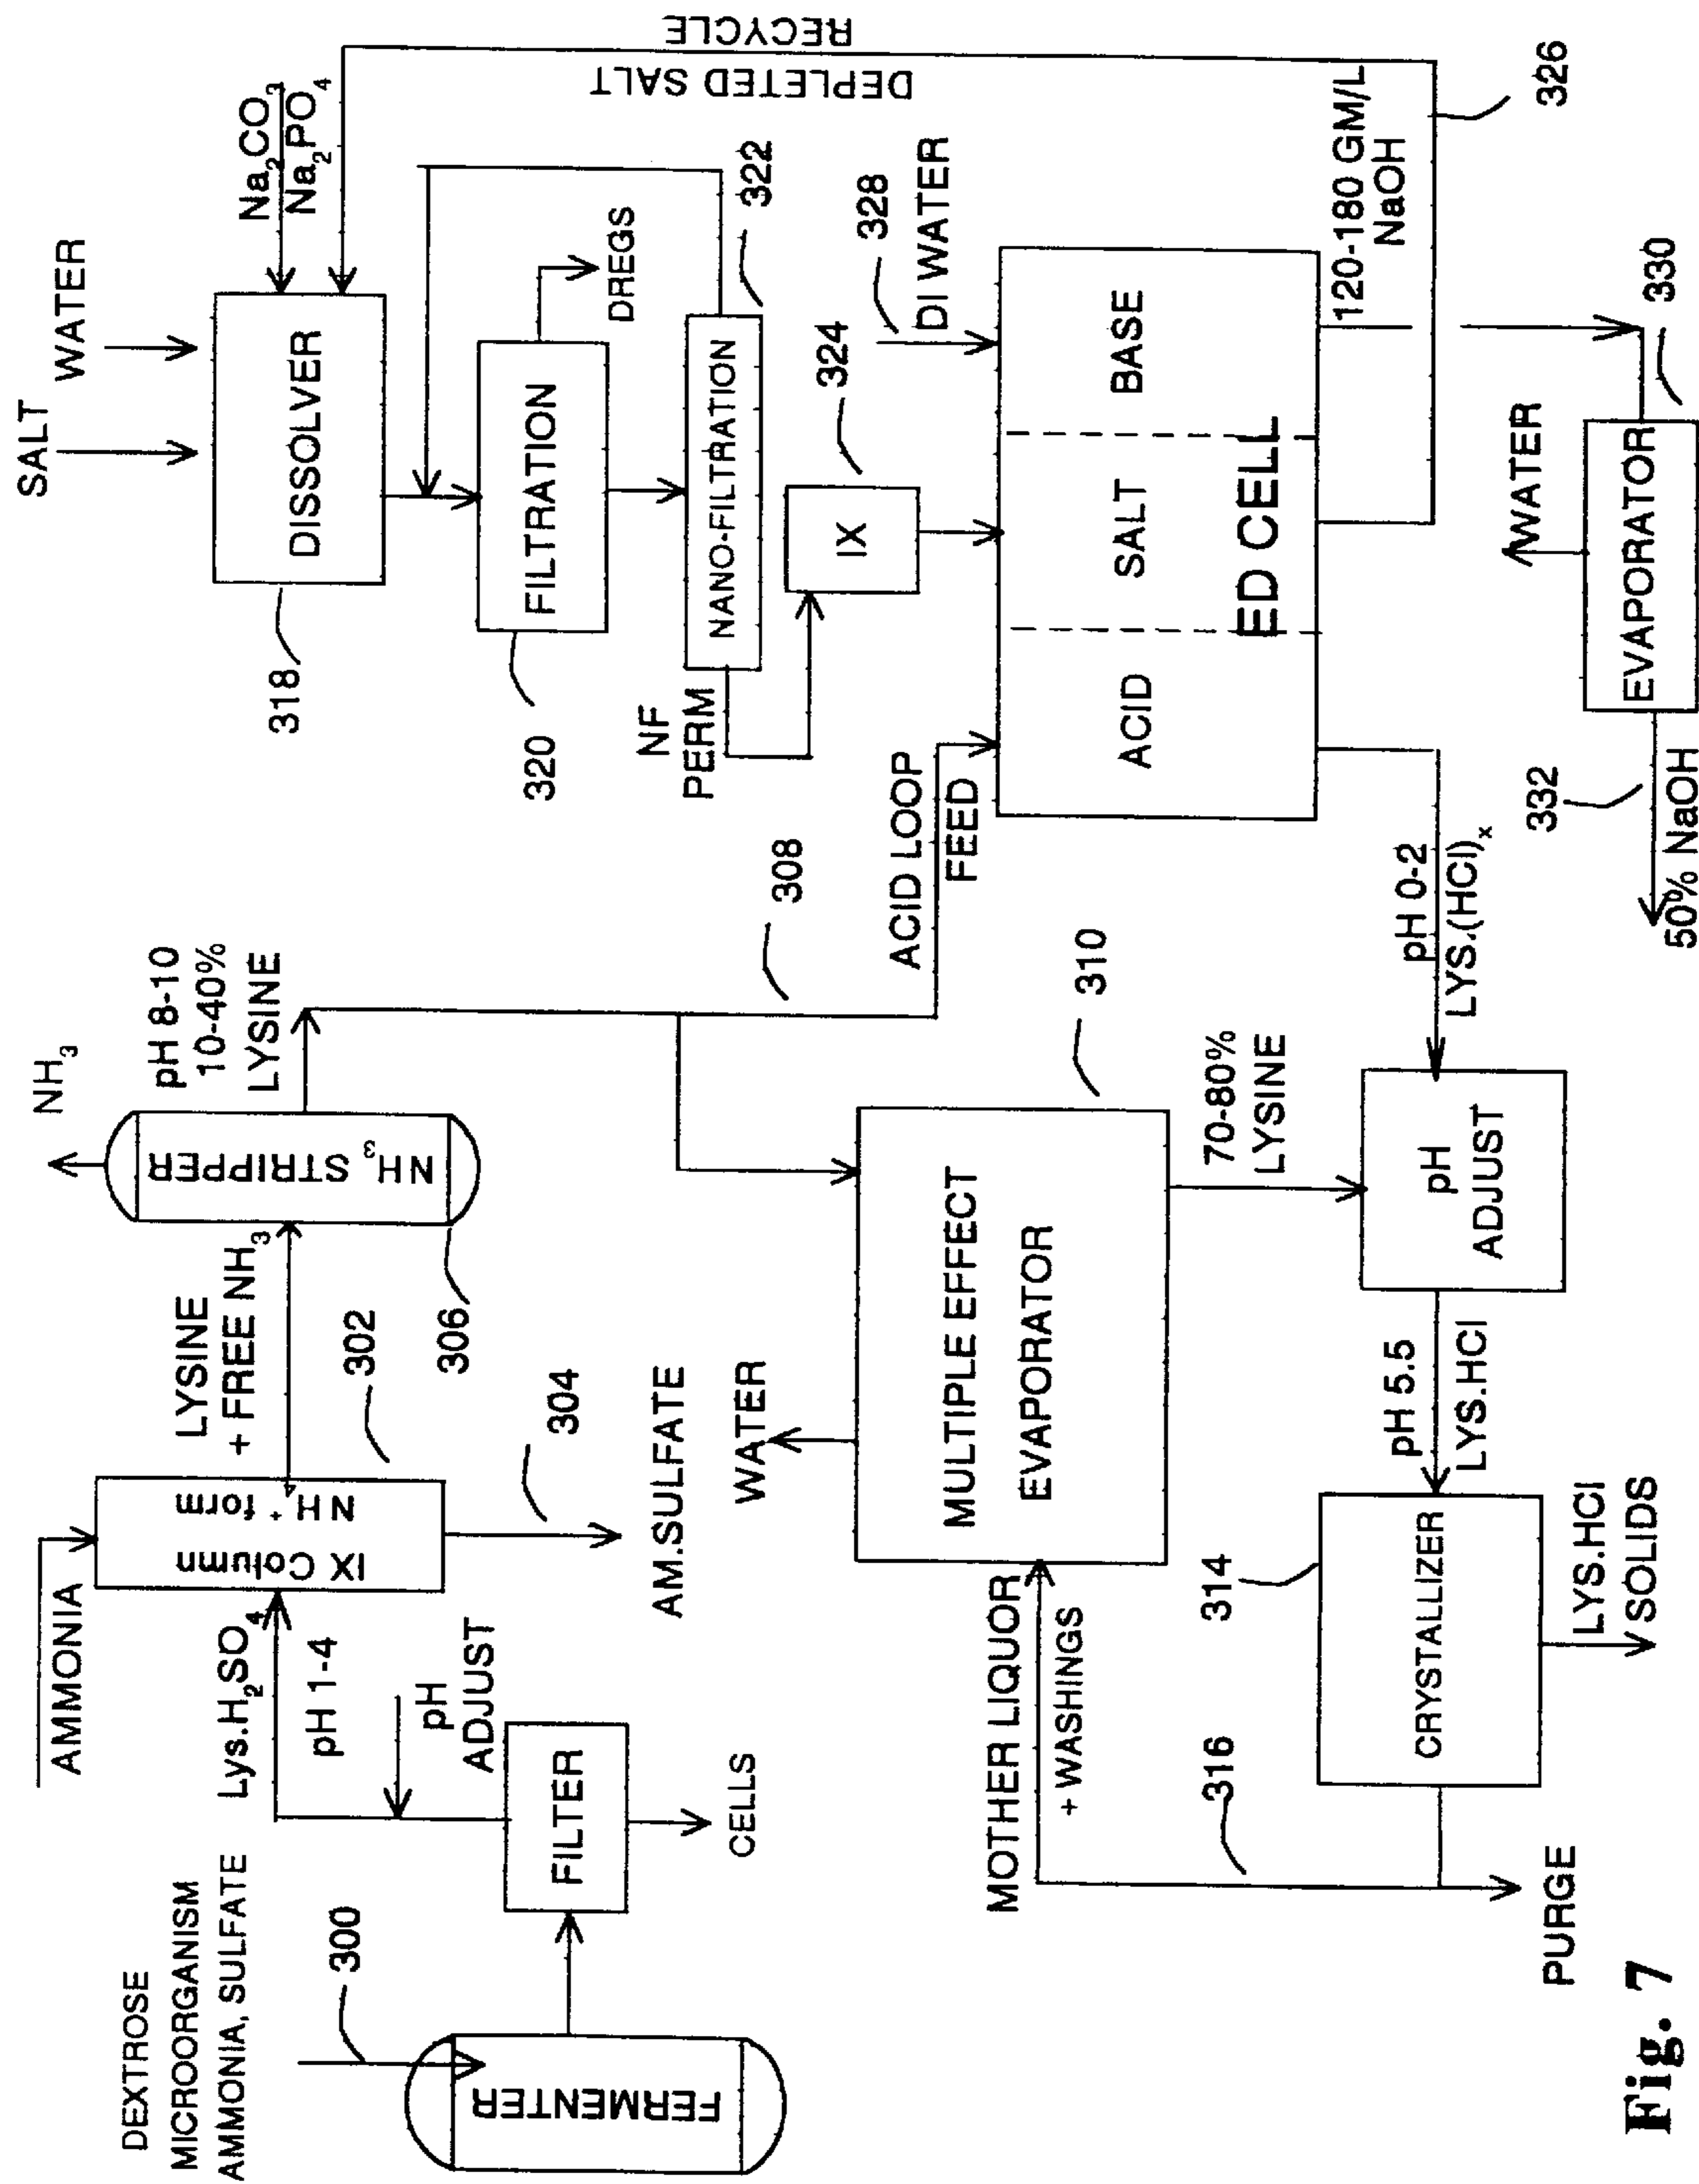 DEXTROSE
MICROORGANISM
AMMONIA, SULFATE
300
FERMENTER
FILTER
CELLS
pH
ADJUST
pH 1-4
Lys.H2SO4
AMMONIA
IX Column
NH4+ form
302
304
AM.SULFATE
LYSINE
+ FREE NH3
306
NH3 STRIPPER
NH3
pH 8-10
10-40%
LYSINE
308
ACID LOOP
FEED
MULTIPLE EFFECT
EVAPORATOR
310
WATER
70-80%
LYSINE
MOTHER LIQUOR
+ WASHINGS
316
PURGE
314
CRYSTALLIZER
LYS.HCl
SOLIDS
pH 5.5
LYS.HCl
pH
ADJUST
pH 0-2
LYS.(HCl)x
SALT
WATER
Na2CO3
Na2PO4
DISSOLVER
318
FILTRATION
320
DREGS
NANO-FILTRATION
322
NF
PERM
IX
324
328
DI WATER
ACID
SALT
BASE
ED CELL
DEPLETED SALT
RECYCLE
326
120-180 GM/L
NaOH
EVAPORATOR
330
WATER
332
50% NaOH
Fig. 7